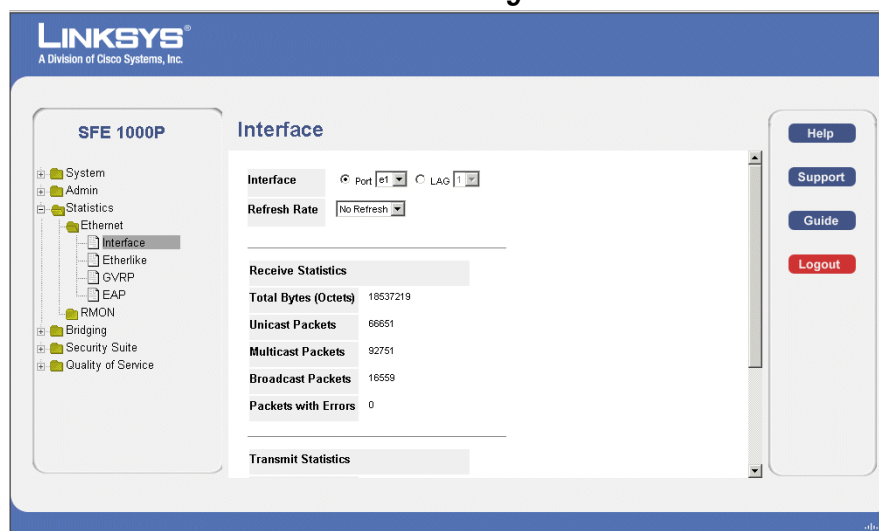 g
LINKSYS®
A Division of Cisco Systems, Inc.
SFE 1000P
System
Admin
Statistics
Ethernet
Interface
Etherlike
GVRP
EAP
RMON
Bridging
Security Suite
Quality of Service
Interface
Interface Port e1 LAG 1
Refresh Rate No Refresh
Receive Statistics
Total Bytes (Octets) 18537219
Unicast Packets 66651
Multicast Packets 92751
Broadcast Packets 16559
Packets with Errors 0
Transmit Statistics
Help
Support
Guide
Logout